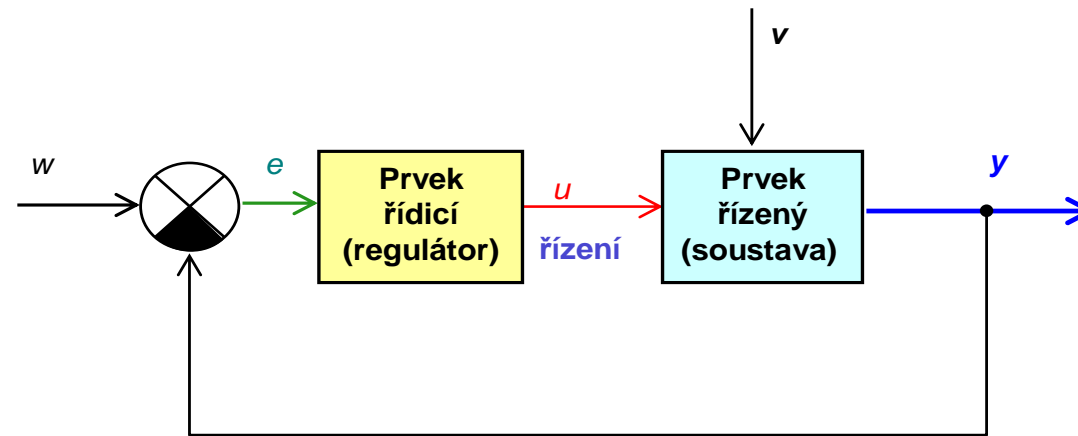 v
w
e
Prvek
řídicí
(regulátor)
u
řízení
Prvek
řízený
(soustava)
y